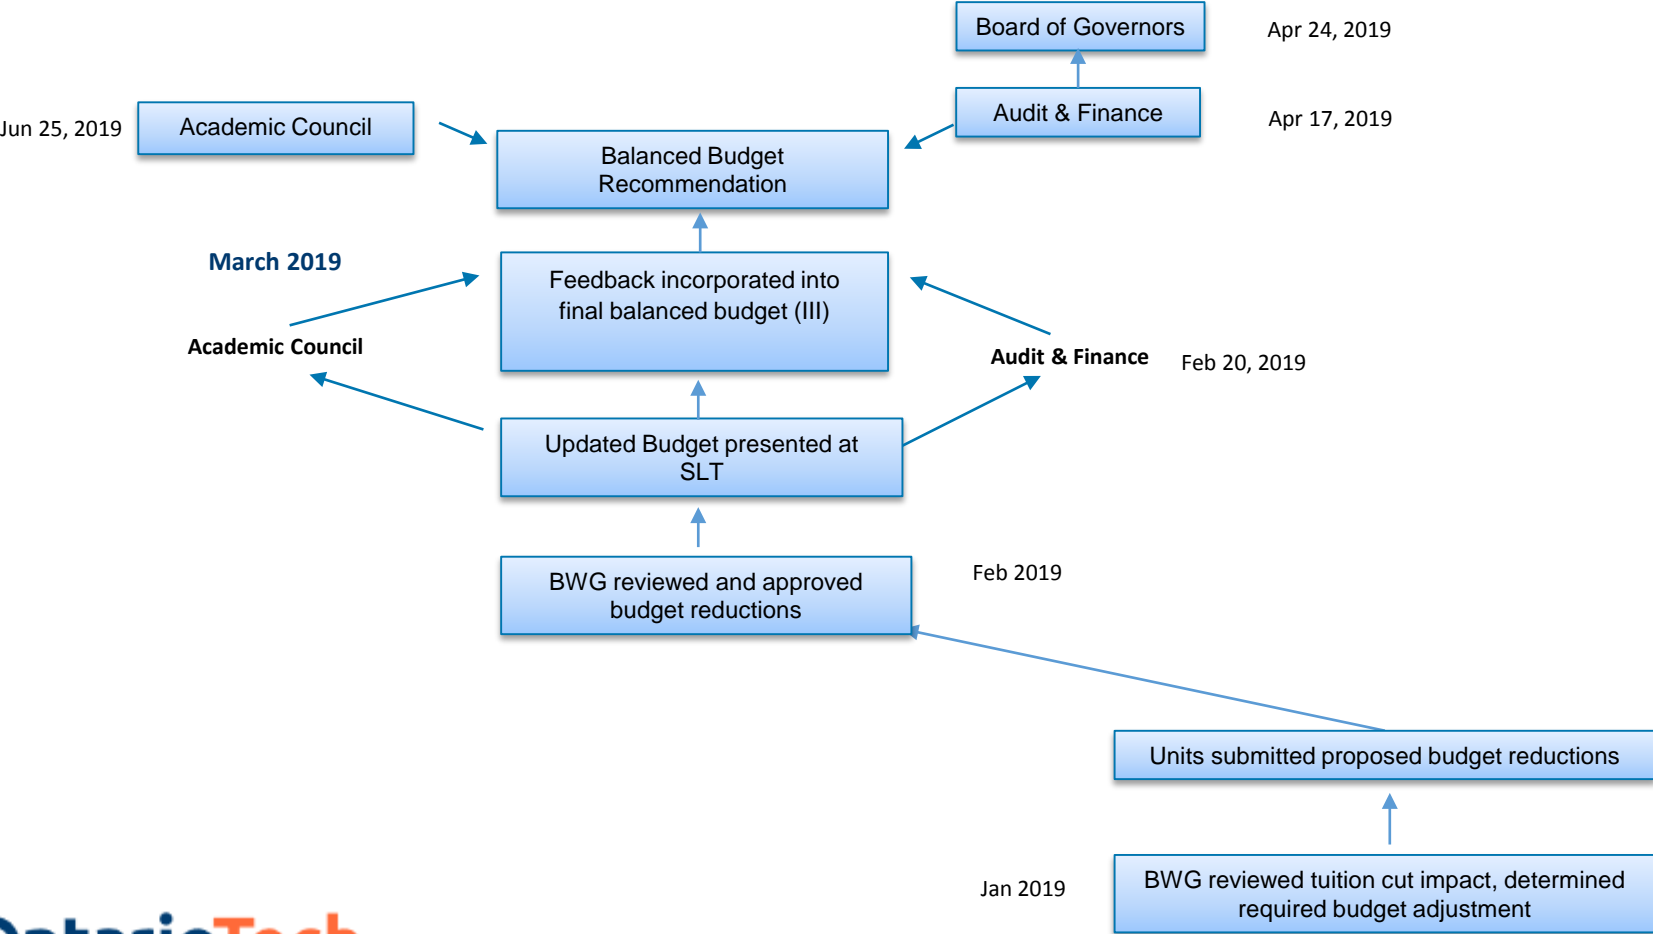 Board of Governors
Apr 24, 2019
Audit & Finance
Apr 17, 2019
Jun 25, 2019
Academic Council
Balanced Budget
Recommendation
March 2019
Feedback incorporated into
final balanced budget (III)
Academic Council
Audit & Finance
Feb 20, 2019
Updated Budget presented at
SLT
BWG reviewed and approved
budget reductions
Feb 2019
Units submitted proposed budget reductions
Jan 2019
BWG reviewed tuition cut impact, determined
required budget adjustment
OntarioTech